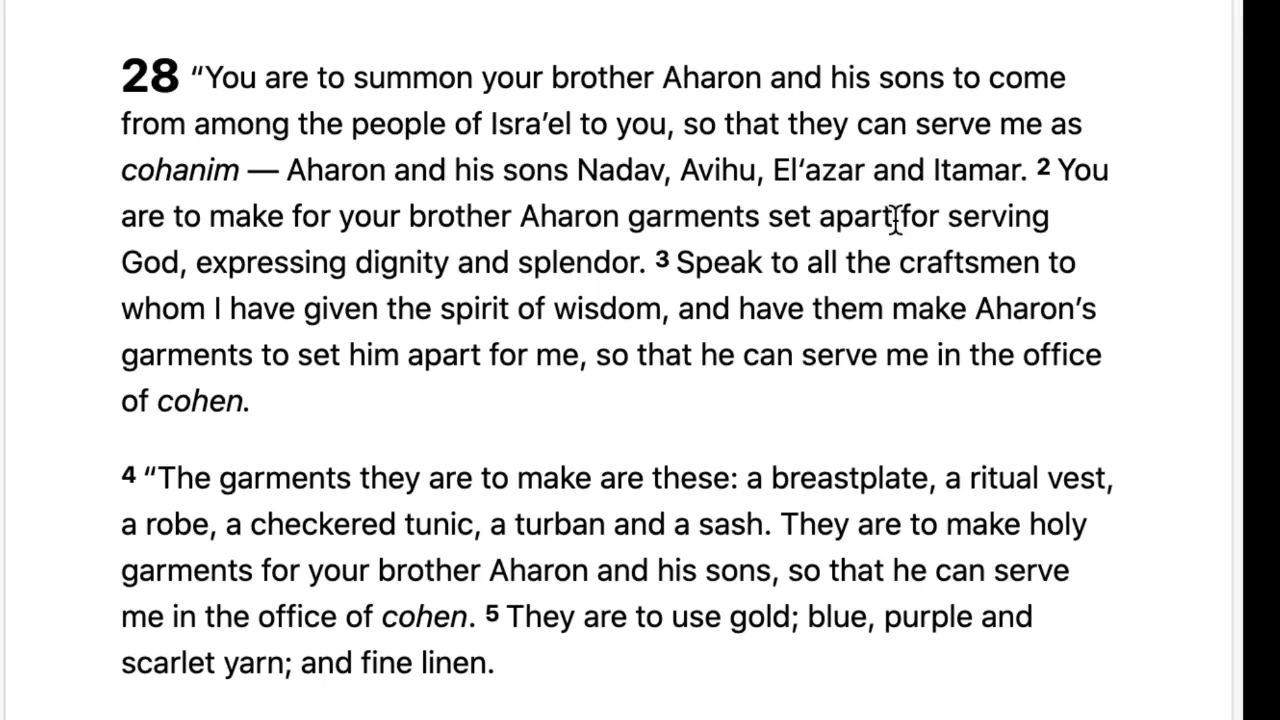 28 “You are to summon your brother Aharon and his sons to come
from among the people of Isra’el to you, so that they can serve me as
cohanim — Aharon and his sons Nadav, Avihu, El‘azar and Itamar. 2 You
are to make for your brother Aharon garments set apart for serving
God, expressing dignity and splendor. 3 Speak to all the craftsmen to
whom I have given the spirit of wisdom, and have them make Aharon’s
garments to set him apart for me, so that he can serve me in the office
of cohen.
4 “The garments they are to make are these: a breastplate, a ritual vest,
a robe, a checkered tunic, a turban and a sash. They are to make holy
garments for your brother Aharon and his sons, so that he can serve
me in the office of cohen. 5 They are to use gold; blue, purple and
scarlet yarn; and fine linen.